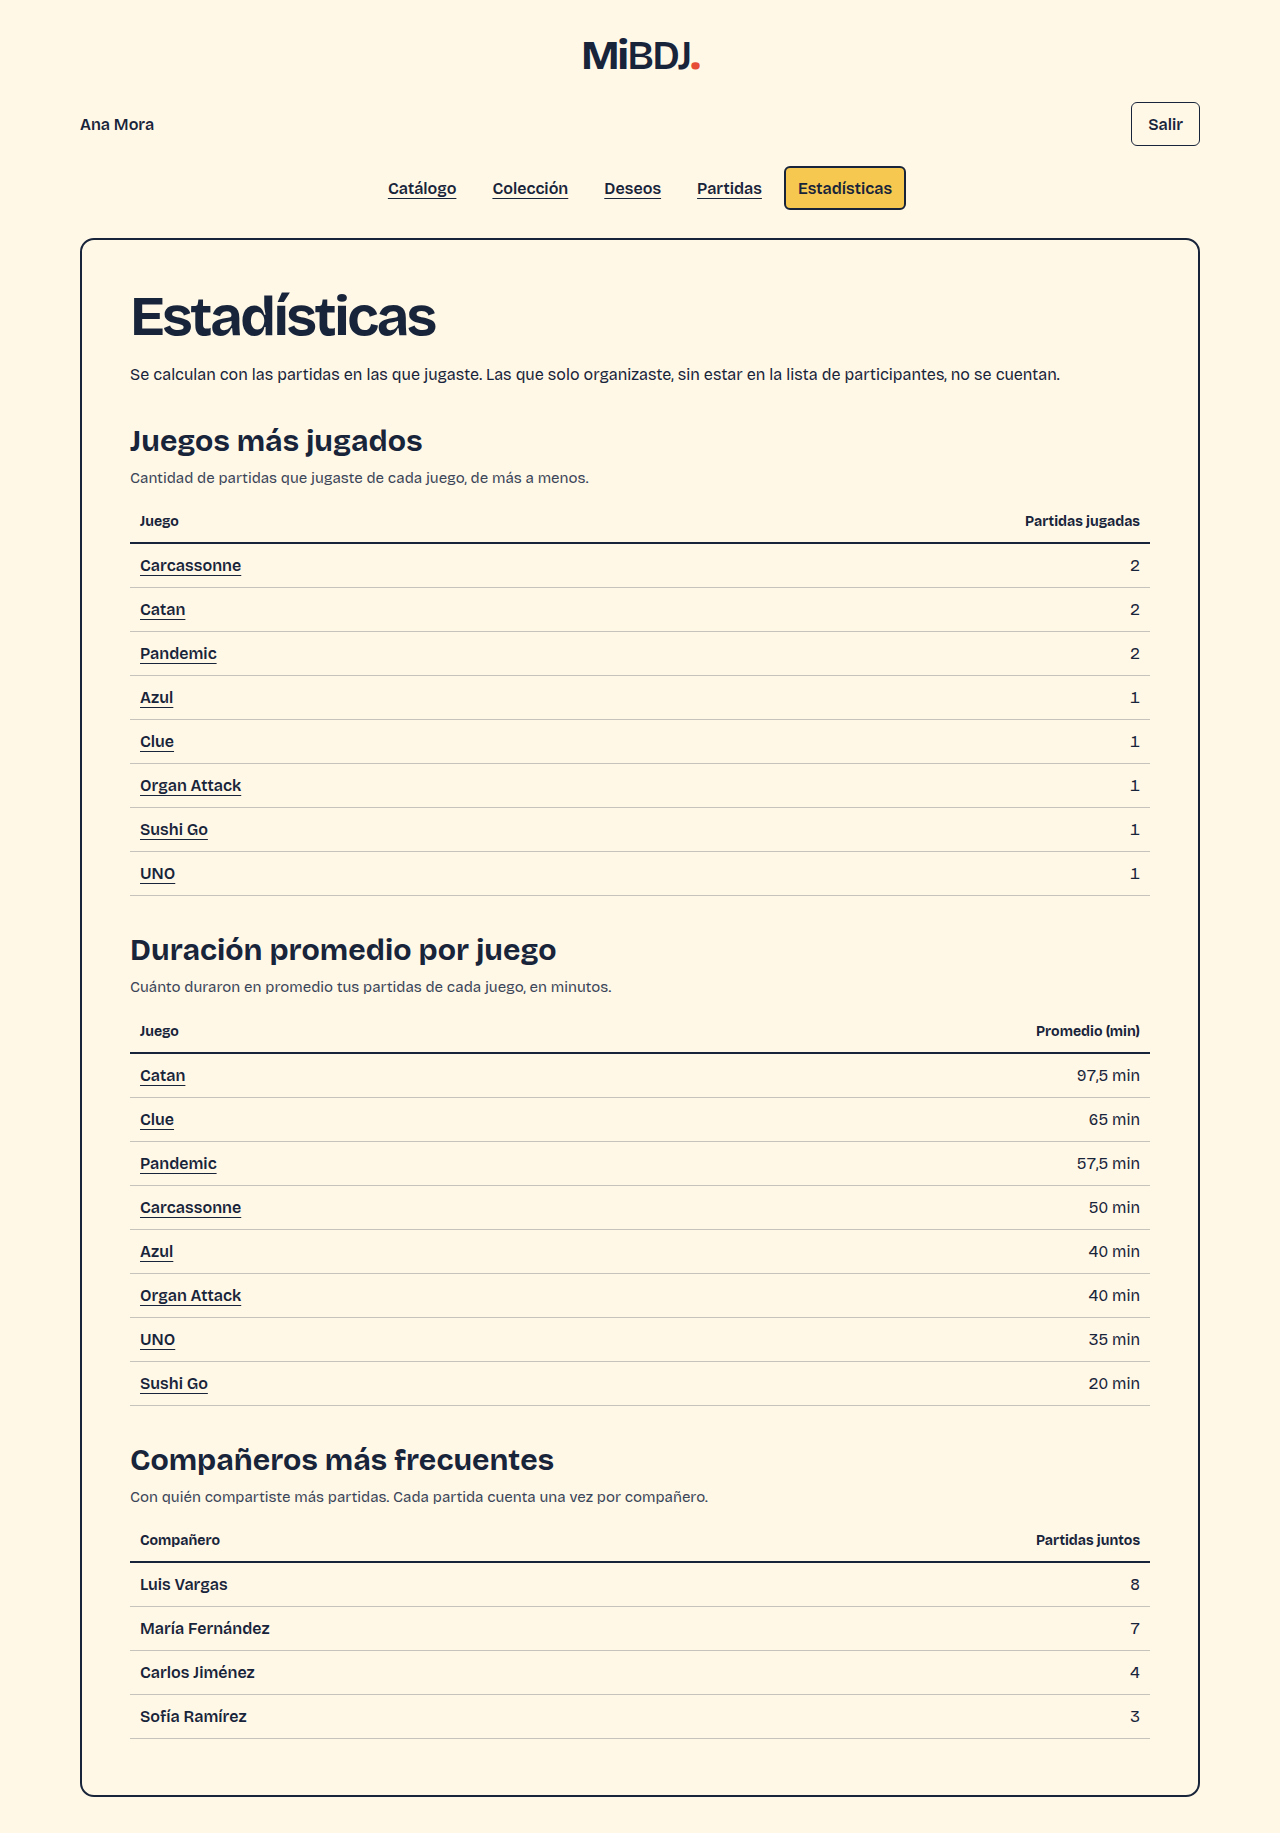 MiBDJ.
Ana Mora
Salir
Catálogo Colección Deseos Partidas Estadísticas
Estadísticas
Se calculan con las partidas en las que jugaste. Las que solo organizaste, sin estar en la lista de participantes, no se cuentan.
Juegos más jugados
Cantidad de partidas que jugaste de cada juego, de más a menos.
Juego Partidas jugadas
Carcassonne 2
Catan 2
Pandemic 2
Azul 1
Clue 1
Organ Attack 1
Sushi Go 1
UNO 1
Duración promedio por juego
Cuánto duraron en promedio tus partidas de cada juego, en minutos.
Juego Promedio (min)
Catan 97,5 min
Clue 65 min
Pandemic 57,5 min
Carcassonne 50 min
Azul 40 min
Organ Attack 40 min
UNO 35 min
Sushi Go 20 min
Compañeros más frecuentes
Con quién compartiste más partidas. Cada partida cuenta una vez por compañero.
Compañero Partidas juntos
Luis Vargas 8
María Fernández 7
Carlos Jiménez 4
Sofía Ramírez 3